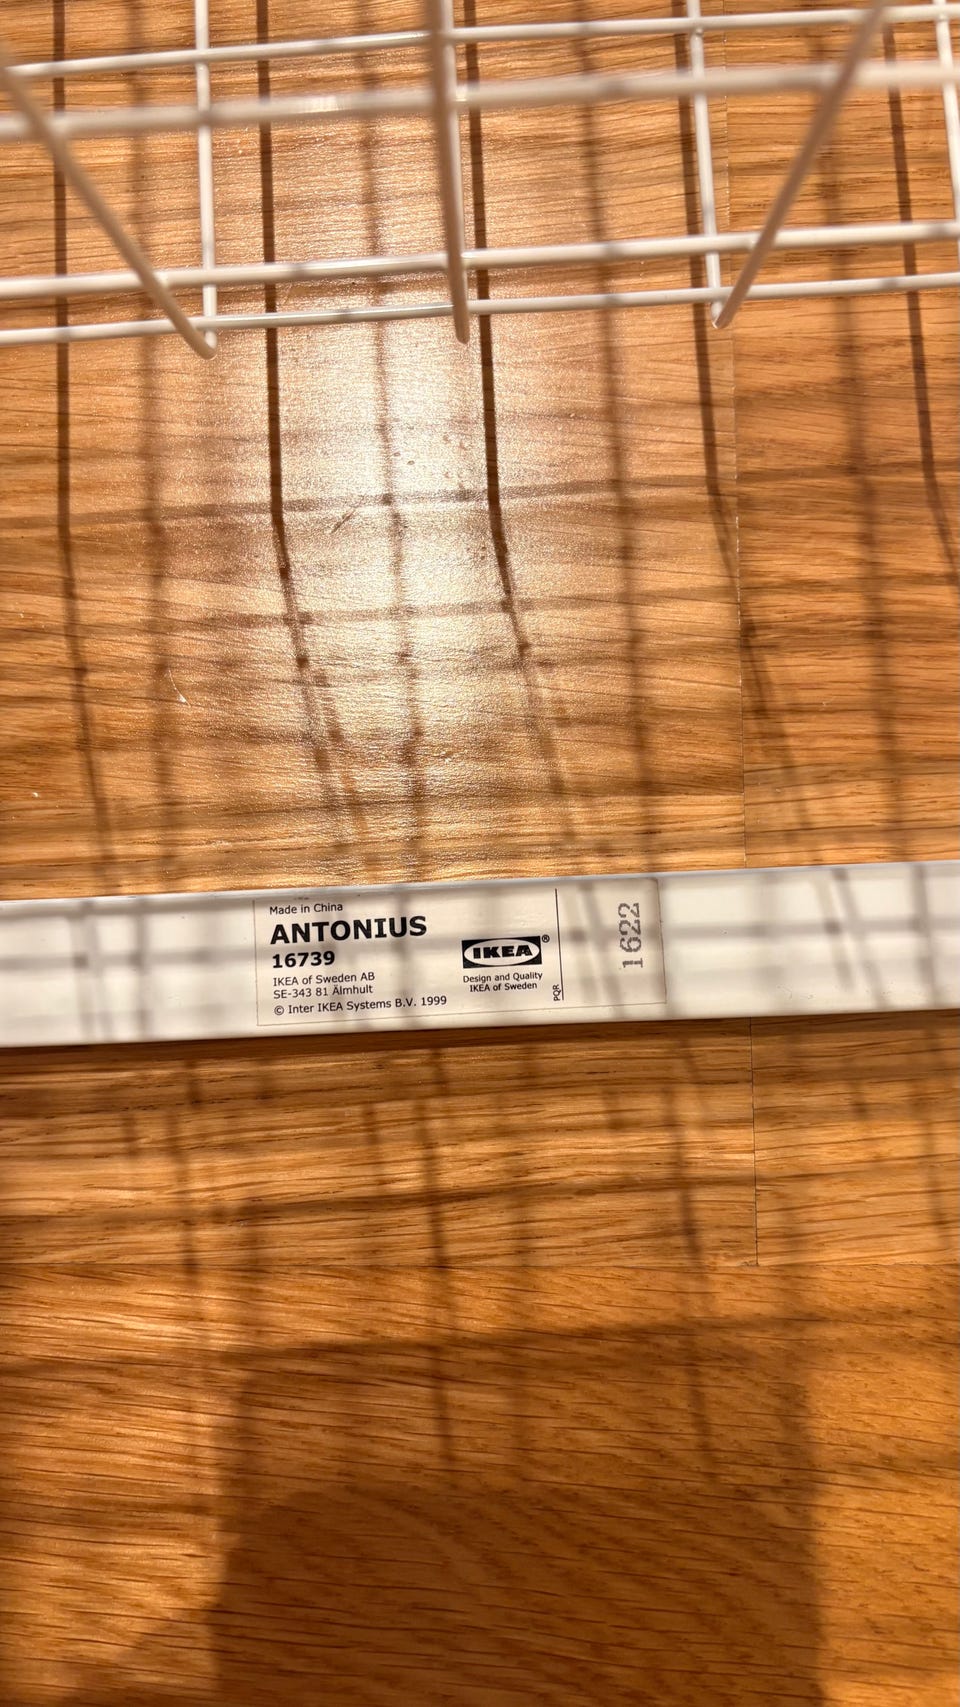 Made in China
ANTONIUS
16739
IKEA of Sweden AB
SE-343 81 Älmhult
© Inter IKEA Systems B.V. 1999
IKEA®
Design and Quality
IKEA of Sweden
PQR
1622